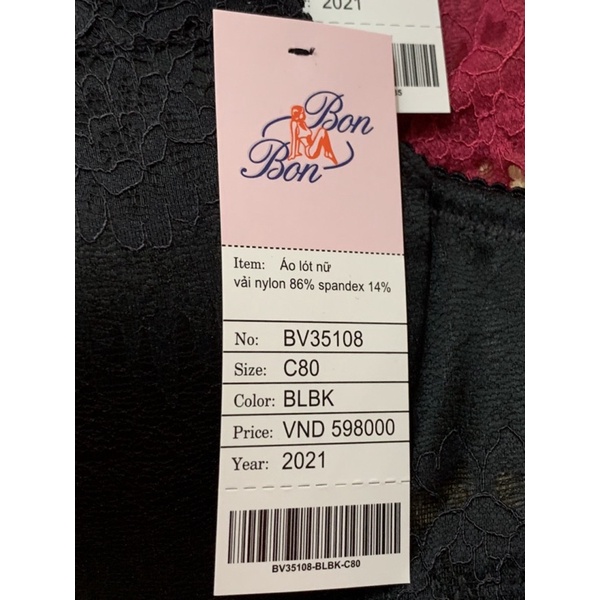 2021
Bon
Bon
Item: Áo lót nữ
vải nylon 86% spandex 14%
No: BV35108
Size: C80
Color: BLBK
Price: VND 598000
Year: 2021
BV35108-BLBK-C80